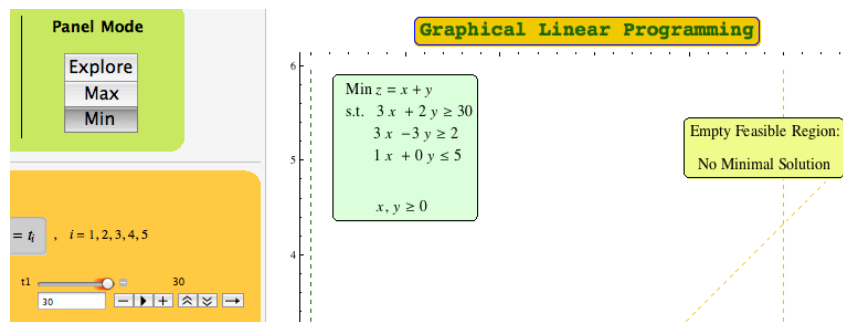 Panel Mode
Explore
Max
Min
= tᵢ , i = 1, 2, 3, 4, 5
t1 30
30
Graphical Linear Programming
6
5
4
Min z = x + y
s.t. 3 x + 2 y ≥ 30
3 x − 3 y ≥ 2
1 x + 0 y ≤ 5
x, y ≥ 0
Empty Feasible Region:
No Minimal Solution